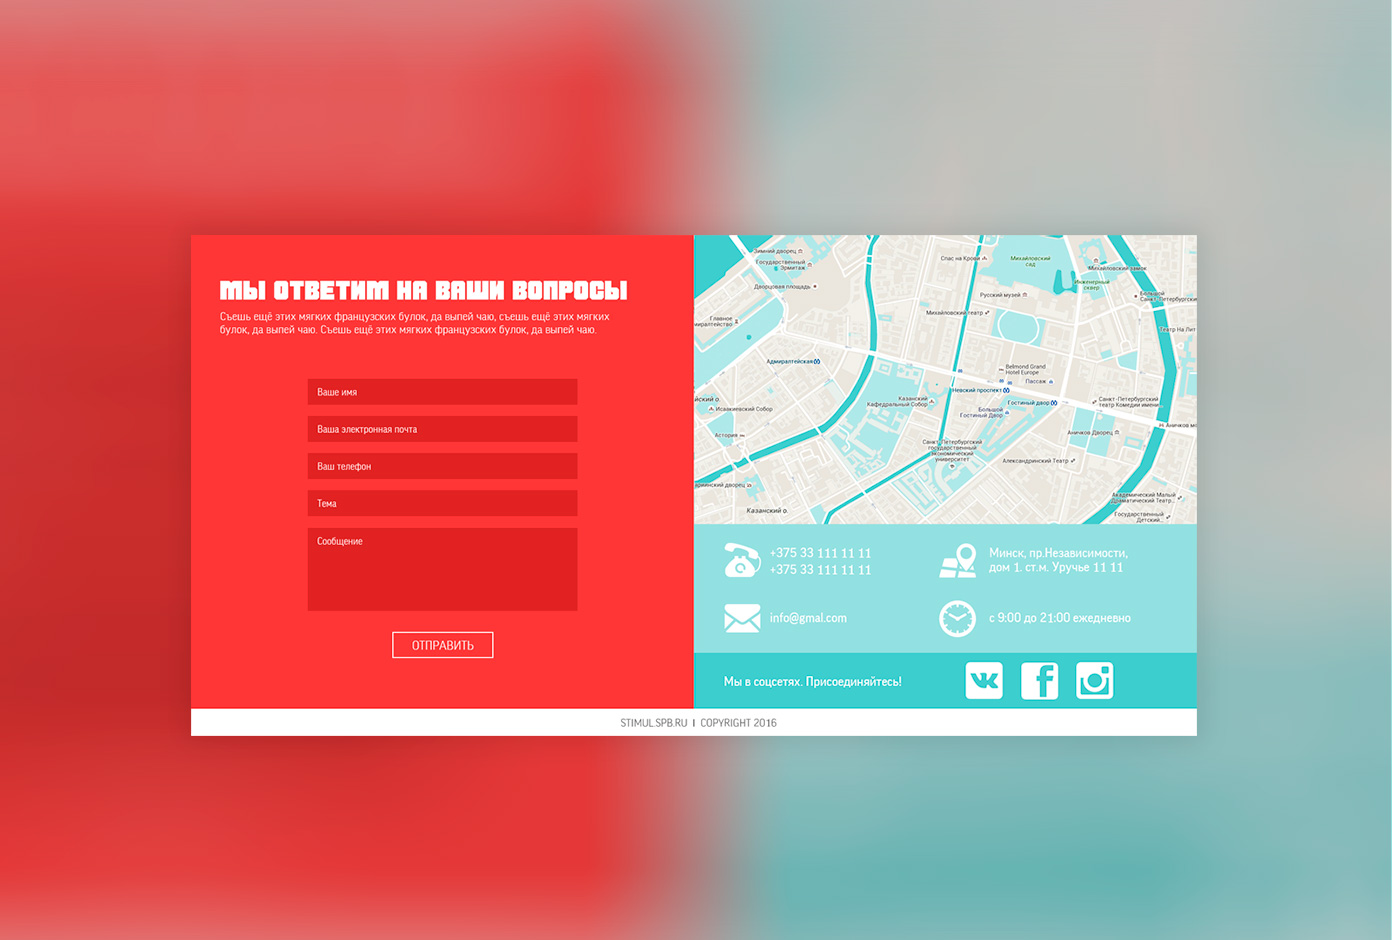 МЫ ОТВЕТИМ НА ВАШИ ВОПРОСЫ
Съешь ещё этих мягких французских булок, да выпей чаю, съешь ещё этих мягких
булок, да выпей чаю. Съешь ещё этих мягких французских булок, да выпей чаю.
Ваше имя
Ваша электронная почта
Ваш телефон
Тема
Сообщение
ОТПРАВИТЬ
Зимний дворец
Государственный
Эрмитаж
Дворцовая площадь
Главное
миралтейство
Адмиралтейская
йский о.
Исаакиевский Собор
Астория
ариинский дворец
Казанский о.
Спас на Крови
Михайловский
сад
Михайловский замок
Инженерный
сквер
Русский музей
Большой
Санкт-Петербургски
Михайловский театр
Театр На Лит
Belmond Grand
Hotel Europe
Пассаж
Невский проспект
Казанский
Кафедральный Собор
Гостиный двор
Большой
Гостиный Двор
Санкт-Петербургский
театр Комедии имени
Аничков Дворец
Аничков мо
Санкт-Петербургский
государственный
экономический
университет
Александринский Театр
Академический Малый
Драматический Театр...
Государственный
Детский...
+375 33 111 11 11
+375 33 111 11 11
Минск, пр.Независимости,
дом 1. ст.м. Уручье 11 11
info@gmal.com
с 9:00 до 21:00 ежедневно
Мы в соцсетях. Присоединяйтесь!
STIMUL.SPB.RU I COPYRIGHT 2016